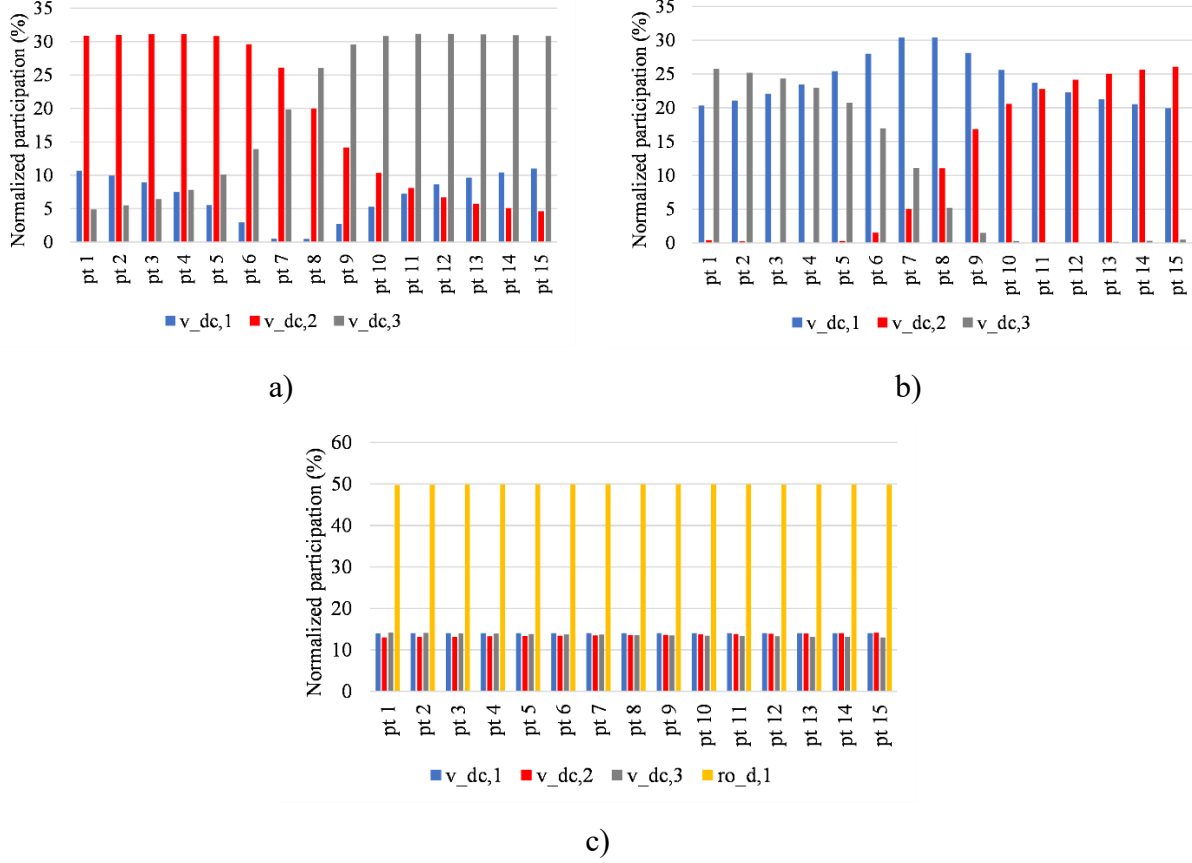 Normalized participation (%)
35
30
25
20
15
10
5
0
pt 1 pt 2 pt 3 pt 4 pt 5 pt 6 pt 7 pt 8 pt 9 pt 10 pt 11 pt 12 pt 13 pt 14 pt 15
v_dc,1 v_dc,2 v_dc,3
a)
Normalized participation (%)
35
30
25
20
15
10
5
0
pt 1 pt 2 pt 3 pt 4 pt 5 pt 6 pt 7 pt 8 pt 9 pt 10 pt 11 pt 12 pt 13 pt 14 pt 15
v_dc,1 v_dc,2 v_dc,3
b)
Normalized participation (%)
60
50
40
30
20
10
0
pt 1 pt 2 pt 3 pt 4 pt 5 pt 6 pt 7 pt 8 pt 9 pt 10 pt 11 pt 12 pt 13 pt 14 pt 15
v_dc,1 v_dc,2 v_dc,3 ro_d,1
c)